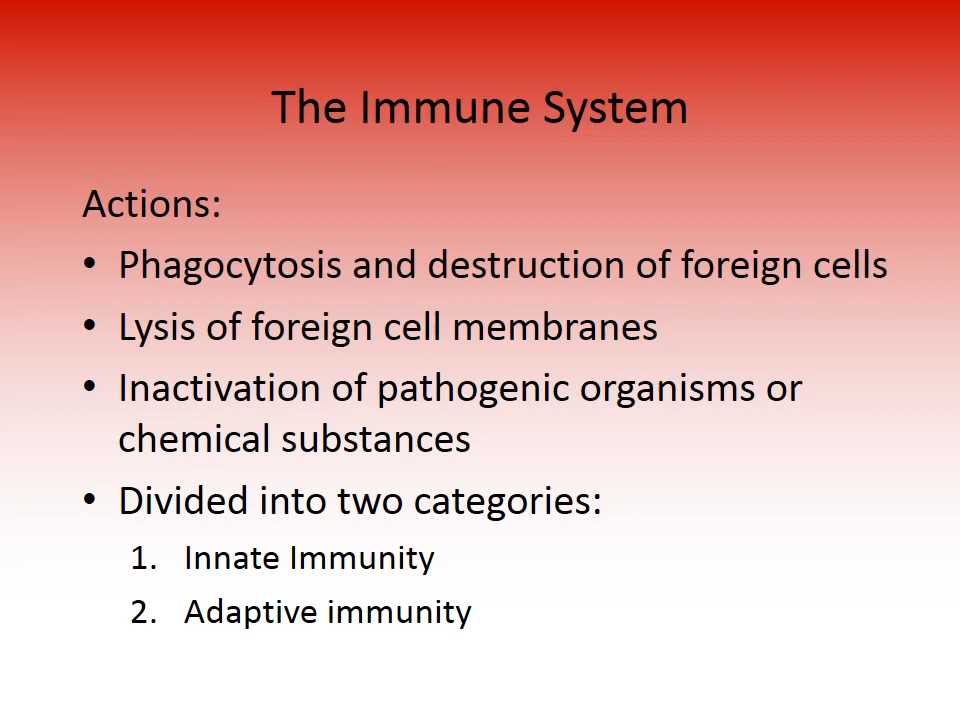 The Immune System
Actions:
• Phagocytosis and destruction of foreign cells
• Lysis of foreign cell membranes
• Inactivation of pathogenic organisms or
chemical substances
• Divided into two categories:
1. Innate Immunity
2. Adaptive immunity